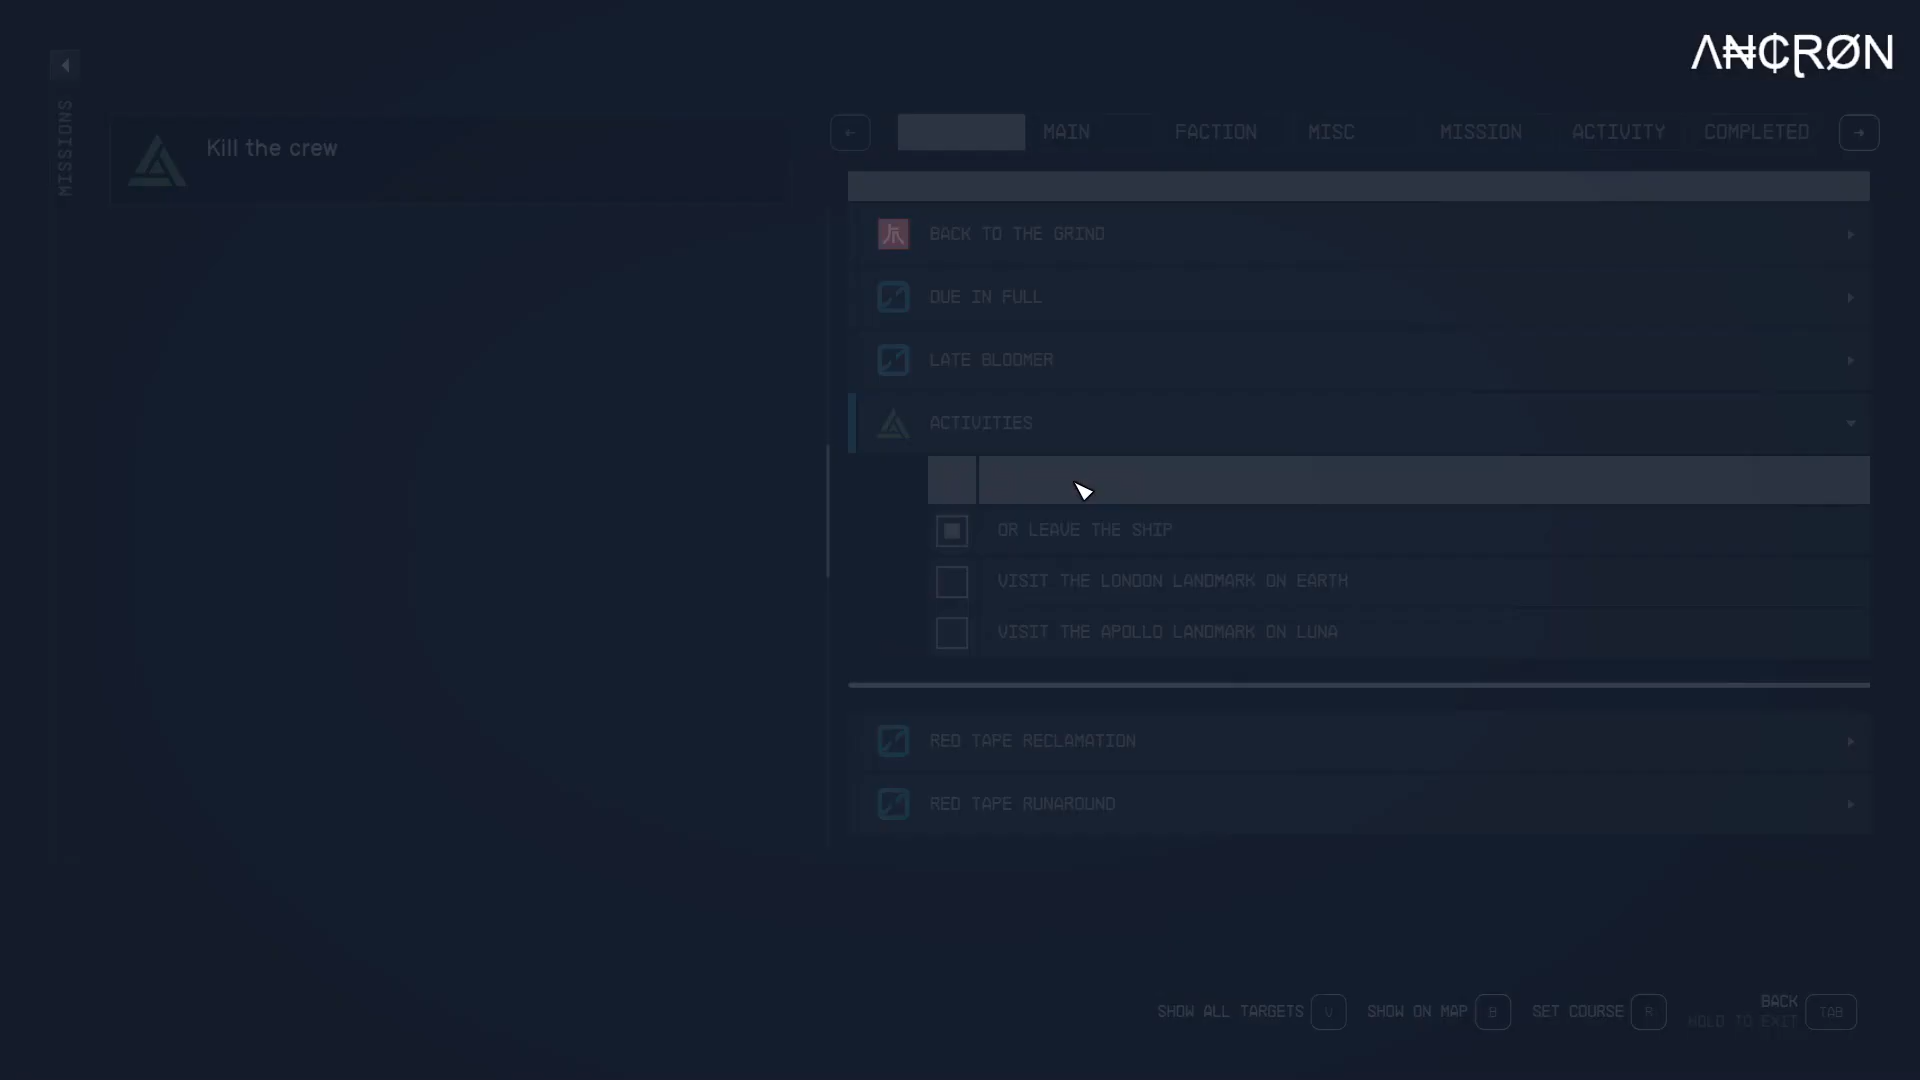 Λ₦₵ⱤØN
MISSIONS
Kill the crew
MAIN
FACTION
MISC
MISSION
ACTIVITY
COMPLETED
BACK TO THE GRIND
DUE IN FULL
LATE BLOOMER
ACTIVITIES
OR LEAVE THE SHIP
VISIT THE LONDON LANDMARK ON EARTH
VISIT THE APOLLO LANDMARK ON LUNA
RED TAPE RECLAMATION
RED TAPE RUNAROUND
SHOW ALL TARGETS V
SHOW ON MAP B
SET COURSE R
BACK
HOLD TO EXIT
TAB